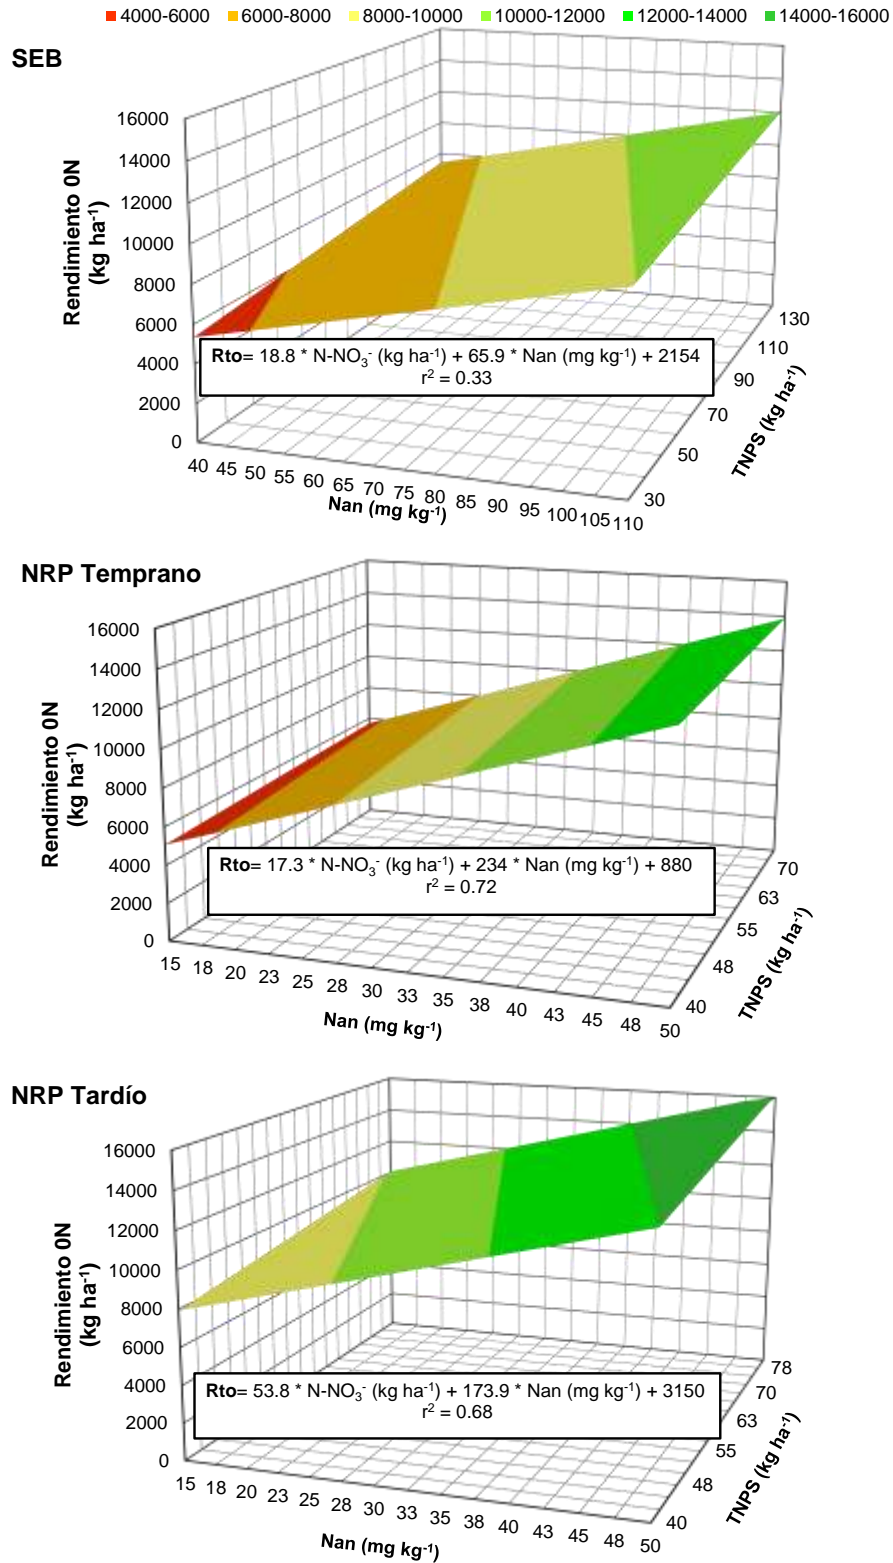 4000-6000 6000-8000 8000-10000 10000-12000 12000-14000 14000-16000
SEB
16000
14000
12000
10000
8000
6000
4000
2000
0
Rendimiento 0N
(kg ha⁻¹)
Rto= 18.8 * N-NO₃⁻ (kg ha⁻¹) + 65.9 * Nan (mg kg⁻¹) + 2154
r² = 0.33
40 45 50 55 60 65 70 75 80 85 90 95 100 105 110
Nan (mg kg⁻¹)
130
110
90
70
50
30
TNPS (kg ha⁻¹)
NRP Temprano
16000
14000
12000
10000
8000
6000
4000
2000
0
Rendimiento 0N
(kg ha⁻¹)
Rto= 17.3 * N-NO₃⁻ (kg ha⁻¹) + 234 * Nan (mg kg⁻¹) + 880
r² = 0.72
15 18 20 23 25 28 30 33 35 38 40 43 45 48 50
Nan (mg kg⁻¹)
70
63
55
48
40
TNPS (kg ha⁻¹)
NRP Tardío
16000
14000
12000
10000
8000
6000
4000
2000
0
Rendimiento 0N
(kg ha⁻¹)
Rto= 53.8 * N-NO₃⁻ (kg ha⁻¹) + 173.9 * Nan (mg kg⁻¹) + 3150
r² = 0.68
15 18 20 23 25 28 30 33 35 38 40 43 45 48 50
Nan (mg kg⁻¹)
78
70
63
55
48
40
TNPS (kg ha⁻¹)